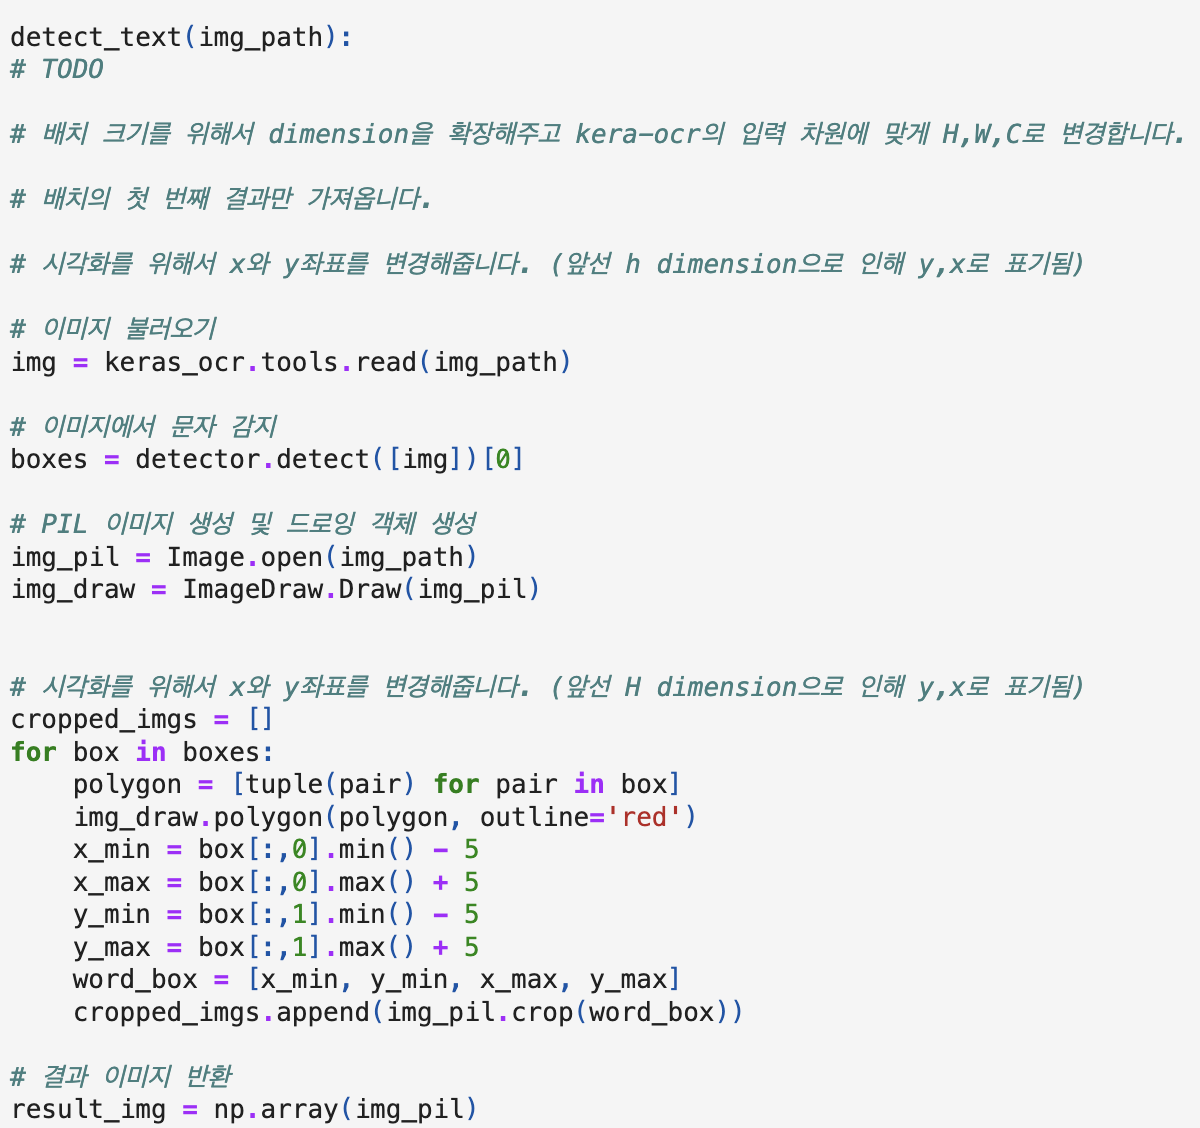 detect_text(img_path):
# TODO
# 배치 크기를 위해서 dimension을 확장해주고 kera-ocr의 입력 차원에 맞게 H,W,C로 변경합니다.
# 배치의 첫 번째 결과만 가져옵니다.
# 시각화를 위해서 x와 y좌표를 변경해줍니다. (앞선 h dimension으로 인해 y,x로 표기됨)
# 이미지 불러오기
img = keras_ocr.tools.read(img_path)
# 이미지에서 문자 감지
boxes = detector.detect([img])[0]
# PIL 이미지 생성 및 드로잉 객체 생성
img_pil = Image.open(img_path)
img_draw = ImageDraw.Draw(img_pil)
# 시각화를 위해서 x와 y좌표를 변경해줍니다. (앞선 H dimension으로 인해 y,x로 표기됨)
cropped_imgs = []
for box in boxes:
    polygon = [tuple(pair) for pair in box]
    img_draw.polygon(polygon, outline='red')
    x_min = box[:,0].min() - 5
    x_max = box[:,0].max() + 5
    y_min = box[:,1].min() - 5
    y_max = box[:,1].max() + 5
    word_box = [x_min, y_min, x_max, y_max]
    cropped_imgs.append(img_pil.crop(word_box))
# 결과 이미지 반환
result_img = np.array(img_pil)